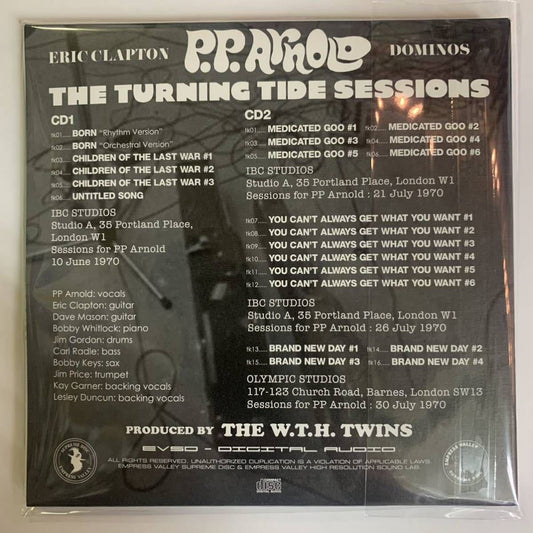 ERIC CLAPTON P.P. ARNOLD DOMINOS
THE TURNING TIDE SESSIONS
CD1
tk01..... BORN "Rhythm Version"
tk02..... BORN "Orchestral Version"
tk03..... CHILDREN OF THE LAST WAR #1
tk04..... CHILDREN OF THE LAST WAR #2
tk05..... CHILDREN OF THE LAST WAR #3
tk06..... UNTITLED SONG
IBC STUDIOS
Studio A, 35 Portland Place,
London W1
Sessions for PP Arnold
10 June 1970
PP Arnold: vocals
Eric Clapton: guitar
Dave Mason: guitar
Bobby Whitlock: piano
Jim Gordon: drums
Carl Radle: bass
Bobby Keys: sax
Jim Price: trumpet
Kay Garner: backing vocals
Lesley Duncun: backing vocals
CD2
tk01..... MEDICATED GOO #1 tk02..... MEDICATED GOO #2
tk03..... MEDICATED GOO #3 tk04..... MEDICATED GOO #4
tk05..... MEDICATED GOO #5 tk06..... MEDICATED GOO #6
IBC STUDIOS
Studio A, 35 Portland Place, London W1
Sessions for PP Arnold : 21 July 1970
tk07..... YOU CAN'T ALWAYS GET WHAT YOU WANT #1
tk08..... YOU CAN'T ALWAYS GET WHAT YOU WANT #2
tk09..... YOU CAN'T ALWAYS GET WHAT YOU WANT #3
tk10..... YOU CAN'T ALWAYS GET WHAT YOU WANT #4
tk11..... YOU CAN'T ALWAYS GET WHAT YOU WANT #5
tk12..... YOU CAN'T ALWAYS GET WHAT YOU WANT #6
IBC STUDIOS
Studio A, 35 Portland Place, London W1
Sessions for PP Arnold : 26 July 1970
tk13..... BRAND NEW DAY #1 tk14..... BRAND NEW DAY #2
tk15..... BRAND NEW DAY #3 tk16..... BRAND NEW DAY #4
OLYMPIC STUDIOS
117-123 Church Road, Barnes, London SW13
Sessions for PP Arnold : 30 July 1970
PRODUCED BY THE W.T.H. TWINS
EVSD - DIGITAL AUDIO
ALL RIGHTS RESERVED. UNAUTHORIZED DUPLICATION IS A VIOLATION OF APPLICABLE LAWS.
EMPRESS VALLEY SUPREME DISC & EMPRESS VALLEY HIGH RESOLUTION SOUND LAB.
SUPREME DISC
EMPRESS VALLEY
EMPRESS VALLEY
disc